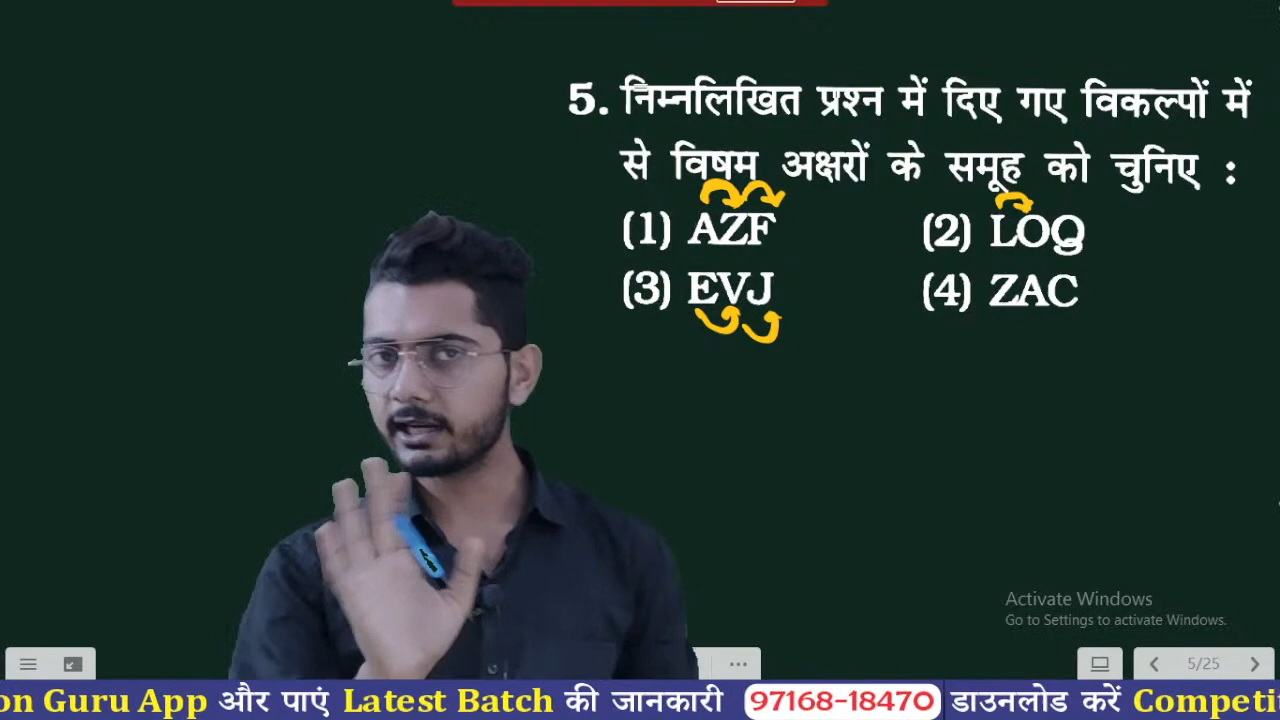 5. निम्नलिखित प्रश्न में दिए गए विकल्पों में
से विषम अक्षरों के समूह को चुनिए :
(1) AZF (2) LOQ
(3) EVJ (4) ZAC
Activate Windows
Go to Settings to activate Windows.
5/25
on Guru App और पाएं Latest Batch की जानकारी 97168-18470 डाउनलोड करें Competi